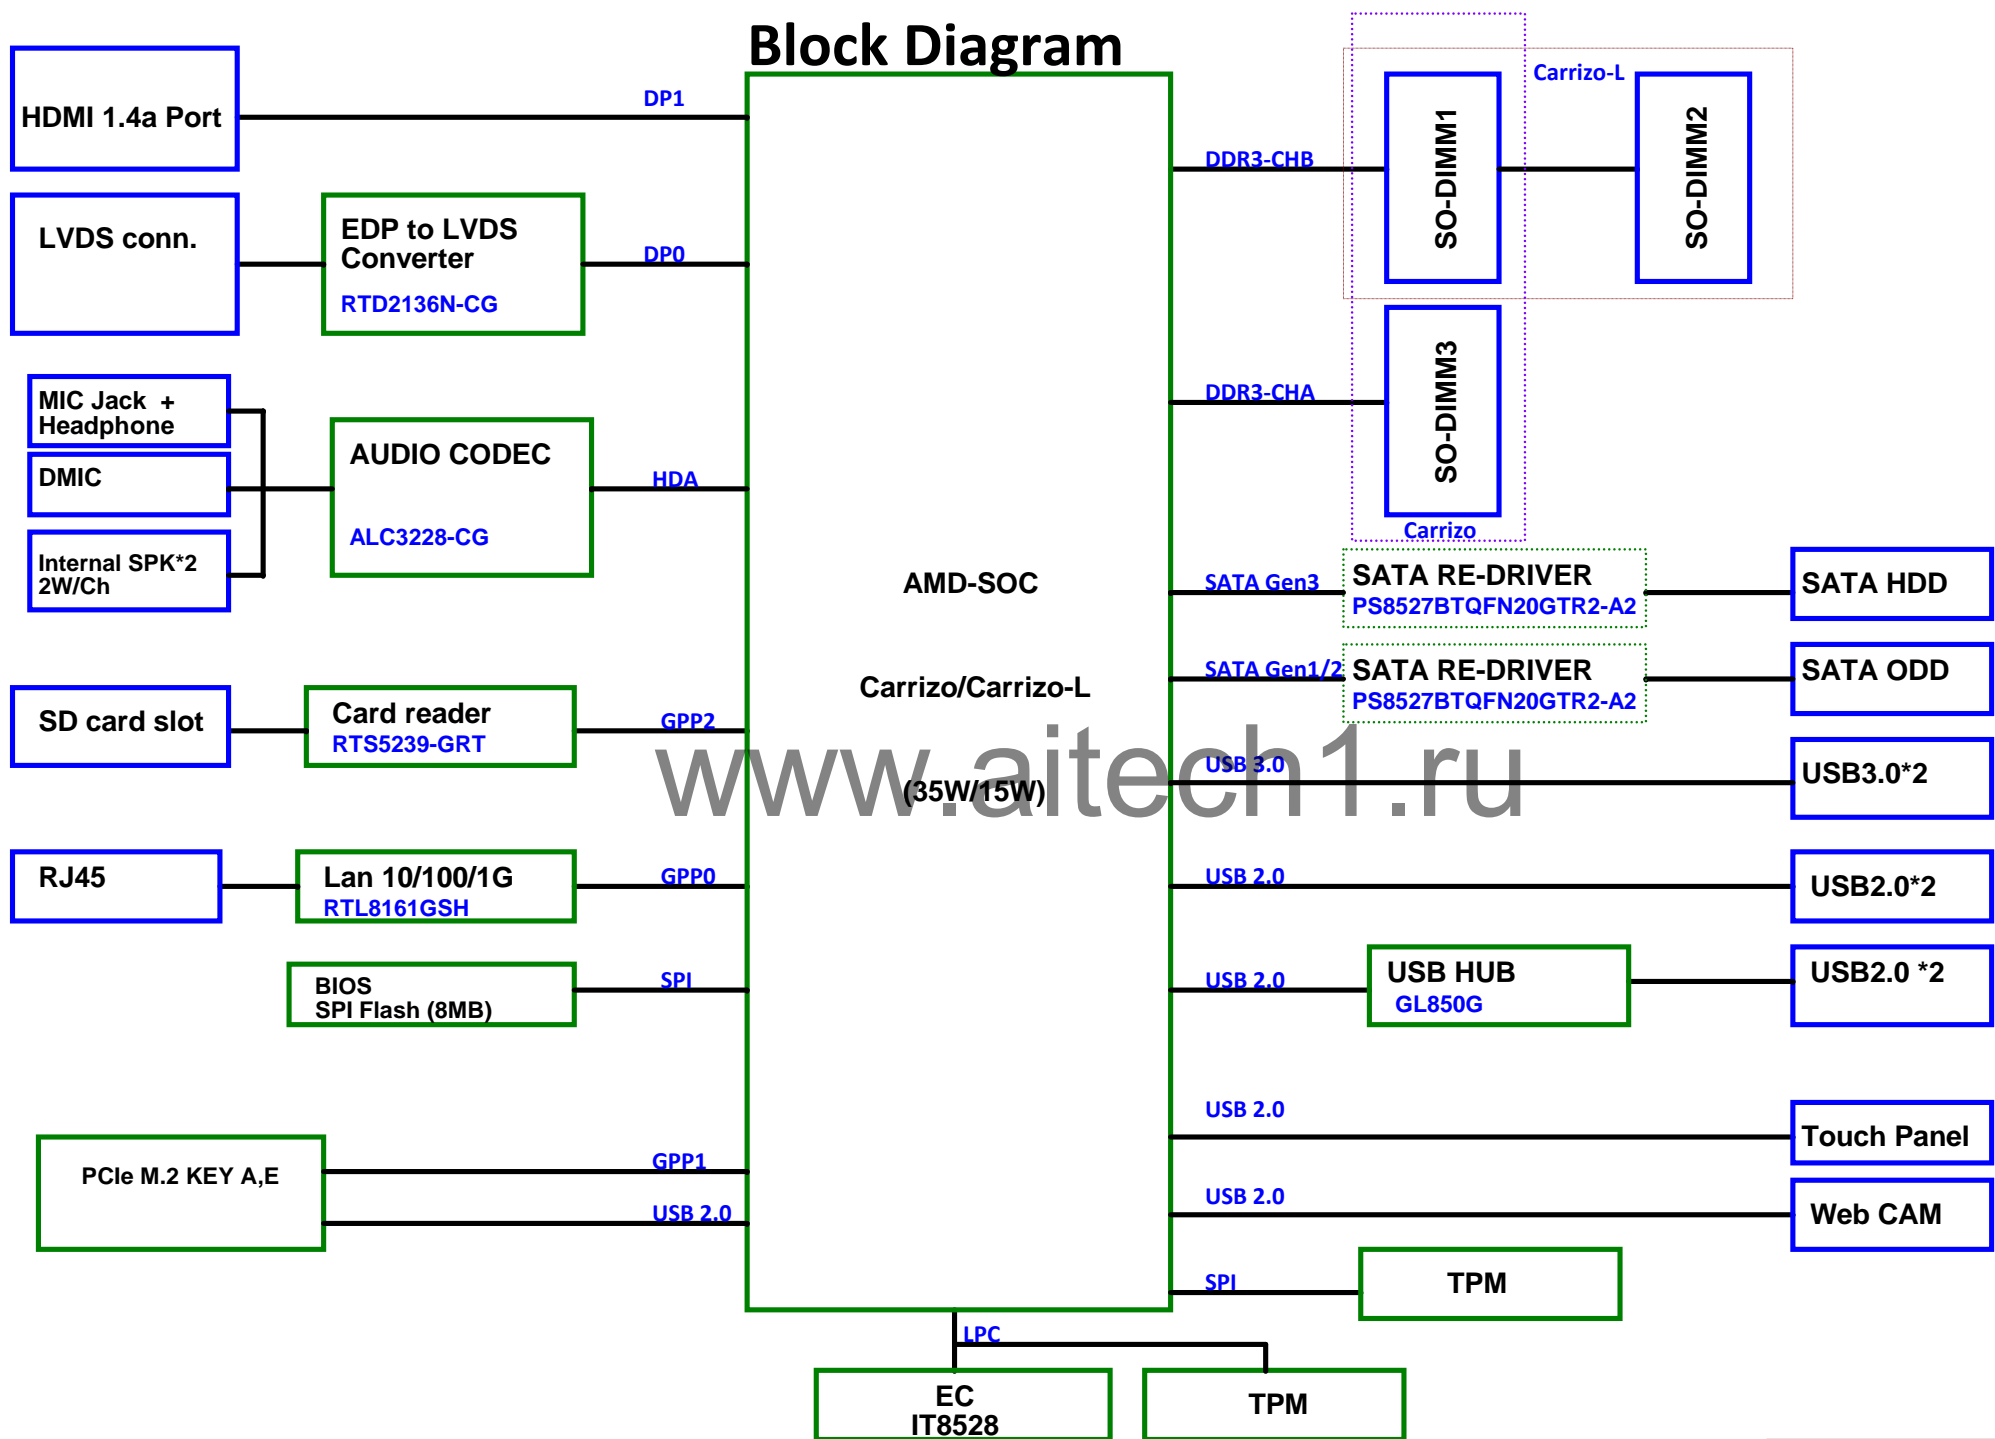 Block Diagram
HDMI 1.4a Port
DP1
LVDS conn.
EDP to LVDS
Converter
RTD2136N-CG
DP0
MIC Jack +
Headphone
DMIC
Internal SPK*2
2W/Ch
AUDIO CODEC
ALC3228-CG
HDA
SD card slot
Card reader
RTS5239-GRT
GPP2
RJ45
Lan 10/100/1G
RTL8161GSH
GPP0
BIOS
SPI Flash (8MB)
SPI
PCIe M.2 KEY A,E
GPP1
USB 2.0
AMD-SOC
Carrizo/Carrizo-L
(35W/15W)
www.aitech1.ru
DDR3-CHB
SO-DIMM1
Carrizo-L
SO-DIMM2
DDR3-CHA
SO-DIMM3
Carrizo
SATA Gen3
SATA RE-DRIVER
PS8527BTQFN20GTR2-A2
SATA HDD
SATA Gen1/2
SATA RE-DRIVER
PS8527BTQFN20GTR2-A2
SATA ODD
USB 3.0
USB3.0*2
USB 2.0
USB2.0*2
USB 2.0
USB HUB
GL850G
USB2.0 *2
USB 2.0
Touch Panel
USB 2.0
Web CAM
SPI
TPM
LPC
EC
IT8528
TPM